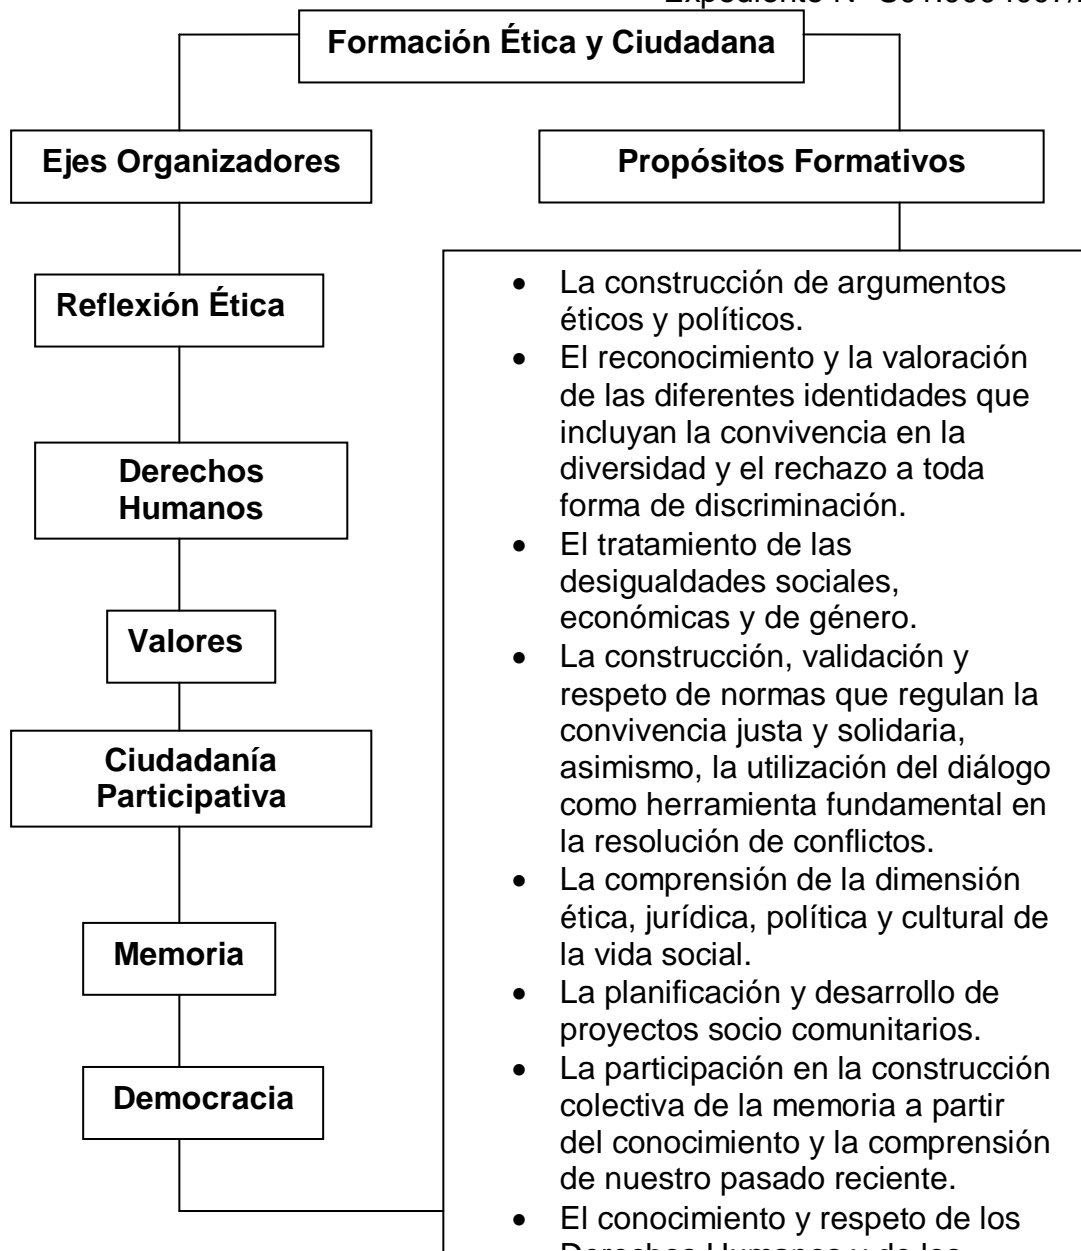 Formación Ética y Ciudadana
Ejes Organizadores
Propósitos Formativos
Reflexión Ética
Derechos
Humanos
Valores
Ciudadanía
Participativa
Memoria
Democracia
• La construcción de argumentos
éticos y políticos.
• El reconocimiento y la valoración
de las diferentes identidades que
incluyan la convivencia en la
diversidad y el rechazo a toda
forma de discriminación.
• El tratamiento de las
desigualdades sociales,
económicas y de género.
• La construcción, validación y
respeto de normas que regulan la
convivencia justa y solidaria,
asimismo, la utilización del diálogo
como herramienta fundamental en
la resolución de conflictos.
• La comprensión de la dimensión
ética, jurídica, política y cultural de
la vida social.
• La planificación y desarrollo de
proyectos socio comunitarios.
• La participación en la construcción
colectiva de la memoria a partir
del conocimiento y la comprensión
de nuestro pasado reciente.
• El conocimiento y respeto de los
Derechos Humanos y de los